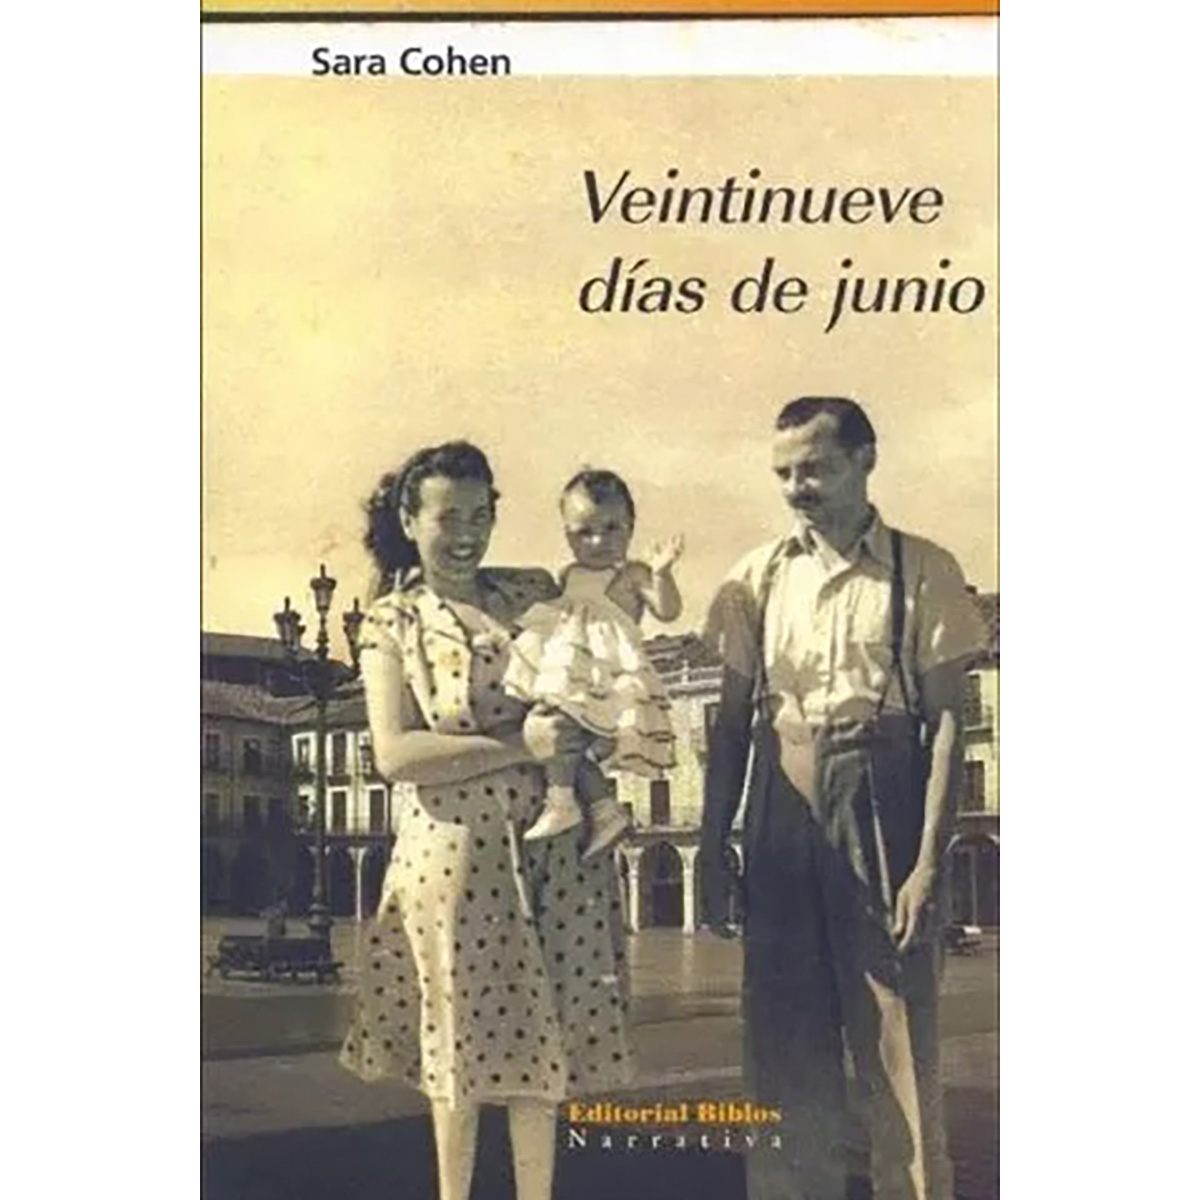 Sara Cohen
Veintinueve
días de junio
Editorial Biblos
Narrativa